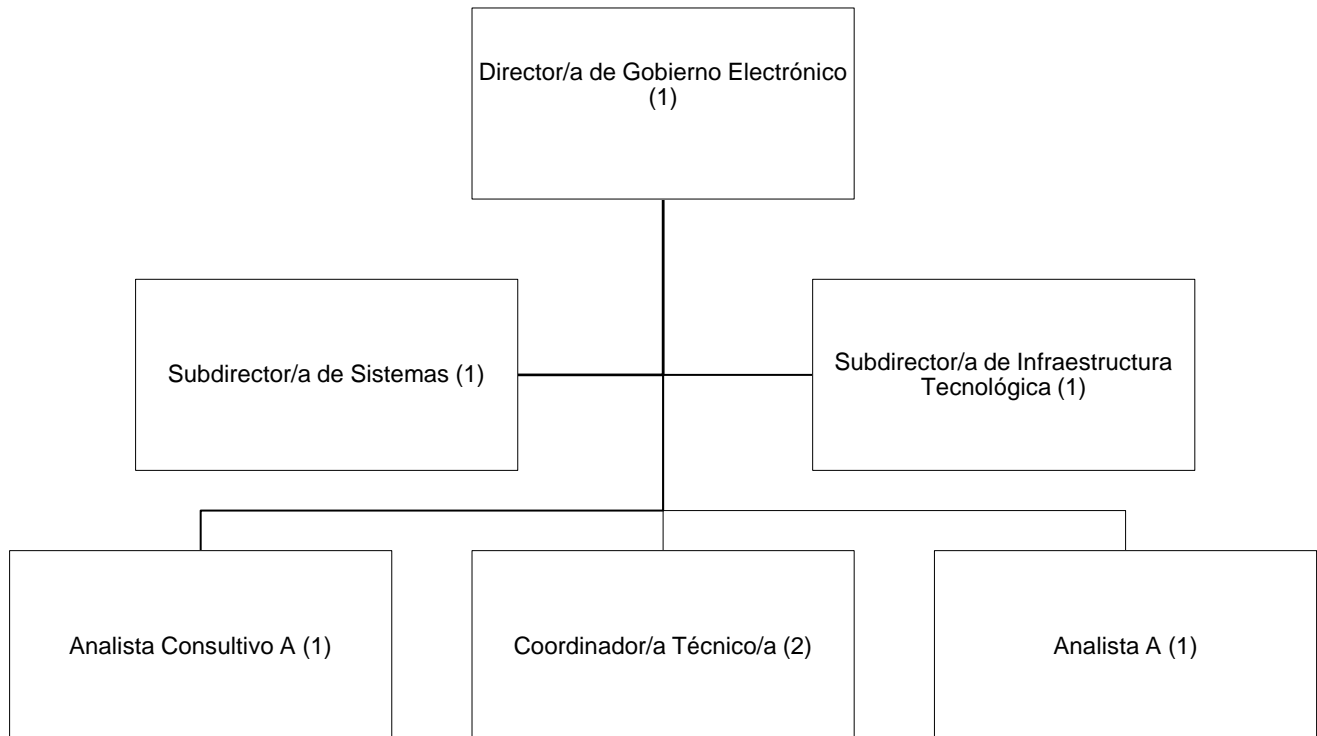 Director/a de Gobierno Electrónico
(1)
Subdirector/a de Sistemas (1)
Subdirector/a de Infraestructura
Tecnológica (1)
Analista Consultivo A (1)
Coordinador/a Técnico/a (2)
Analista A (1)